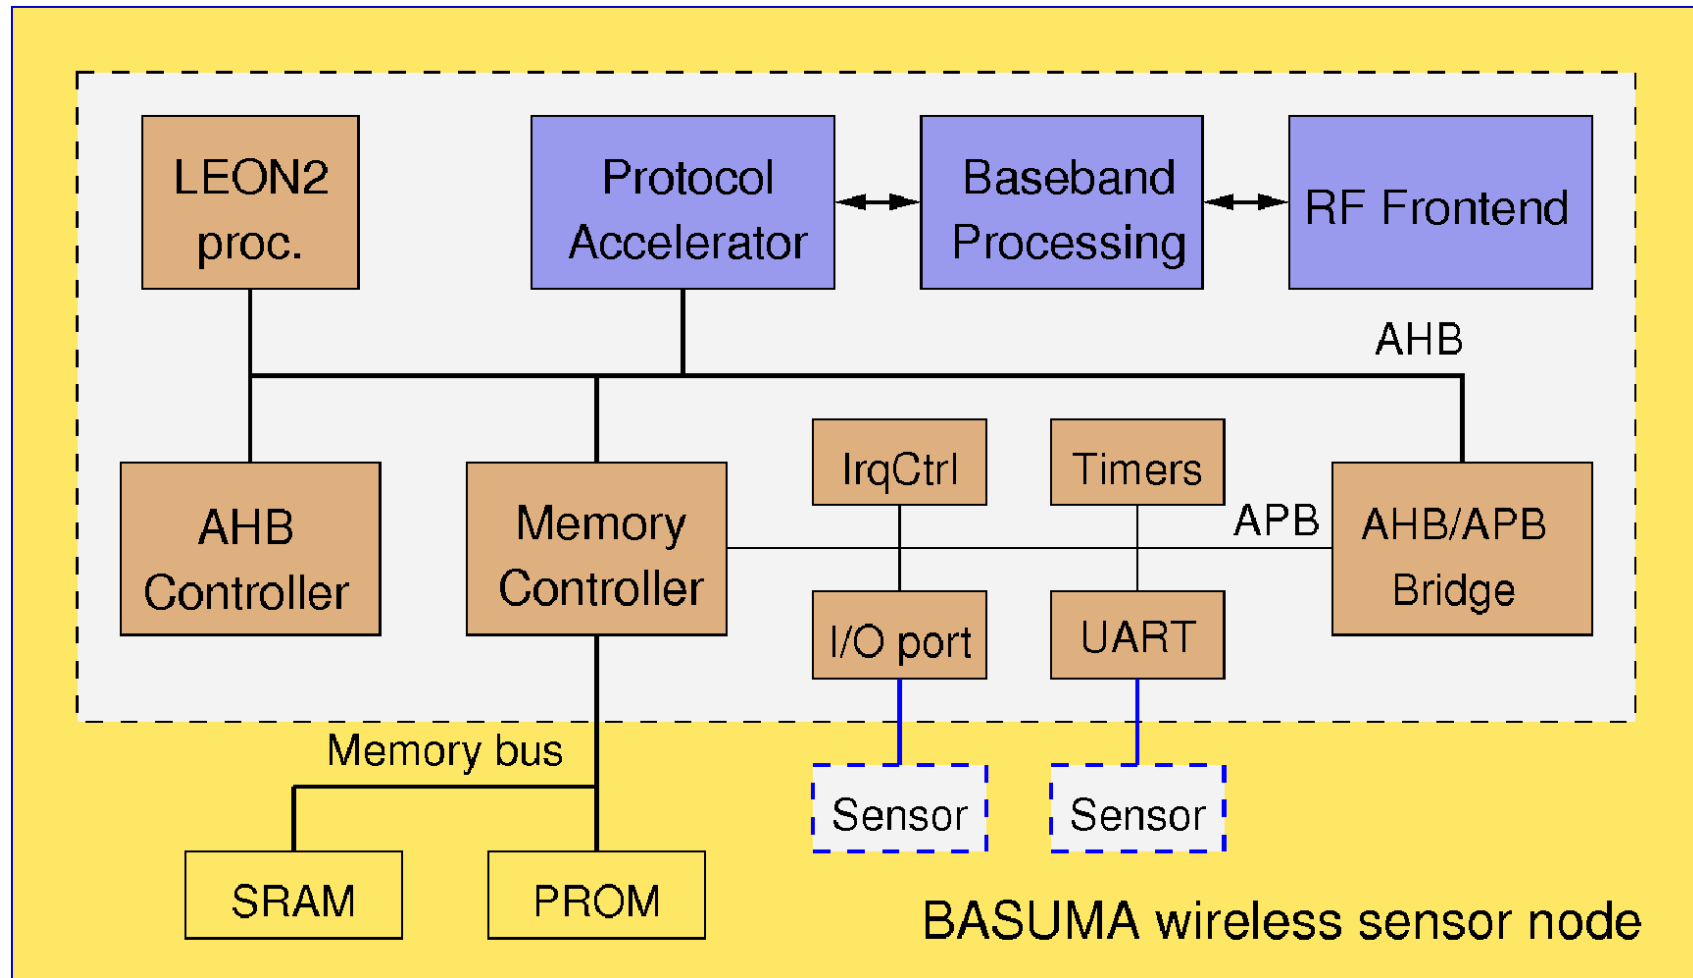 LEON2
proc.
Protocol
Accelerator
Baseband
Processing
RF Frontend
AHB
IrqCtrl
Timers
AHB
Controller
Memory
Controller
APB
AHB/APB
Bridge
I/O port
UART
Memory bus
Sensor
Sensor
SRAM
PROM
BASUMA wireless sensor node